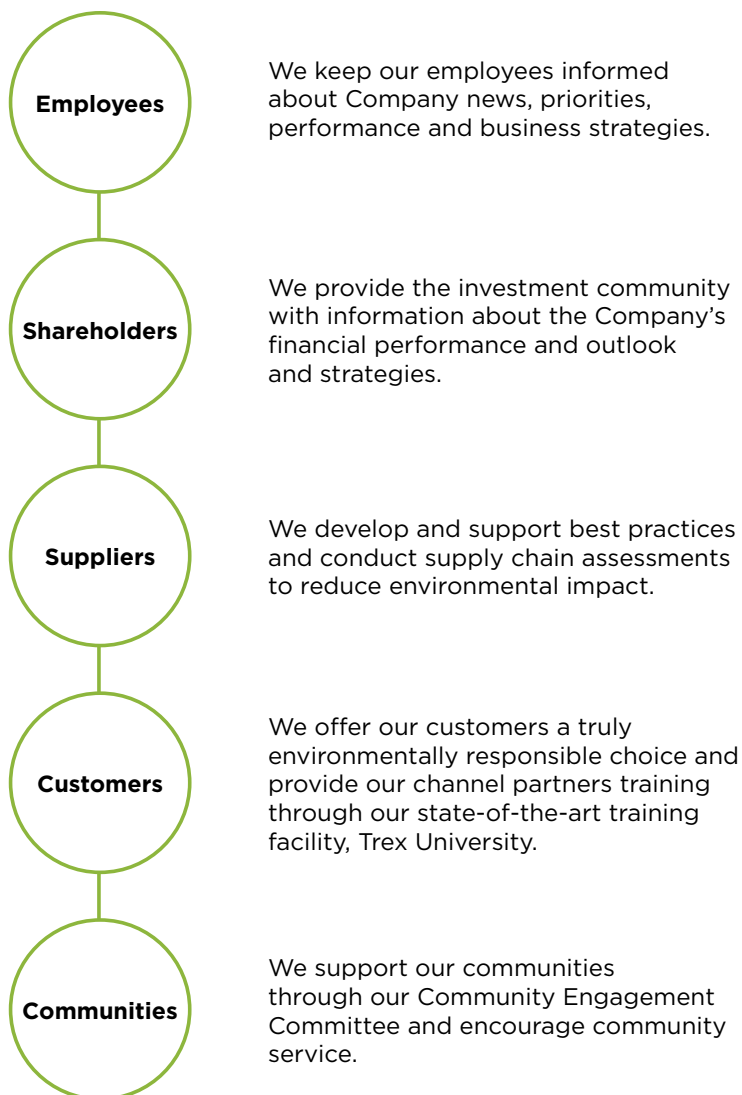 Employees
We keep our employees informed
about Company news, priorities,
performance and business strategies.
Shareholders
We provide the investment community
with information about the Company’s
financial performance and outlook
and strategies.
Suppliers
We develop and support best practices
and conduct supply chain assessments
to reduce environmental impact.
Customers
We offer our customers a truly
environmentally responsible choice and
provide our channel partners training
through our state-of-the-art training
facility, Trex University.
Communities
We support our communities
through our Community Engagement
Committee and encourage community
service.